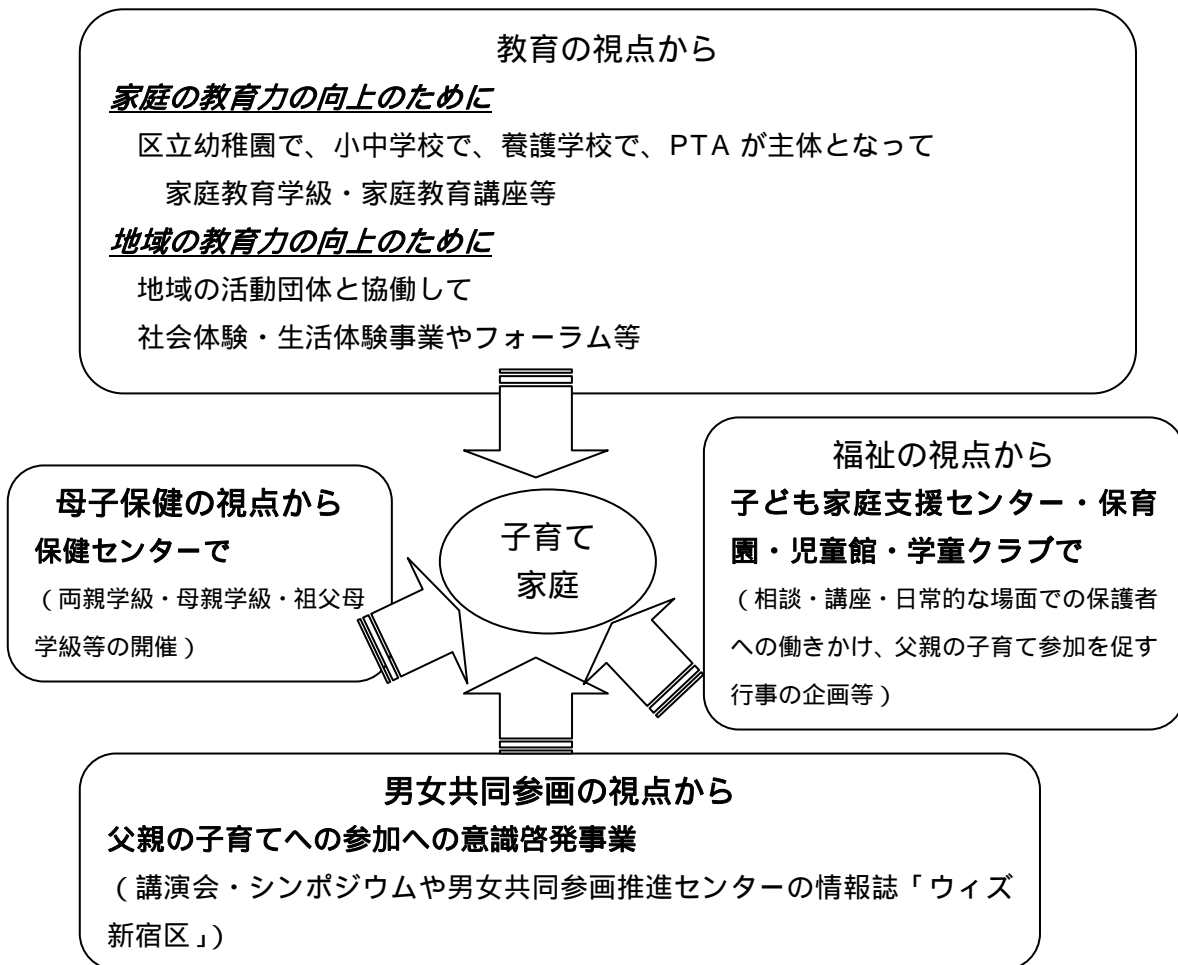 教育の視点から
家庭の教育力の向上のために
区立幼稚園で、小中学校で、養護学校で、PTA が主体となって
家庭教育学級・家庭教育講座等
地域の教育力の向上のために
地域の活動団体と協働して
社会体験・生活体験事業やフォーラム等
母子保健の視点から
保健センターで
(両親学級・母親学級・祖父母
学級等の開催)
子育て
家庭
福祉の視点から
子ども家庭支援センター・保育
園・児童館・学童クラブで
(相談・講座・日常的な場面での保護者
への働きかけ、父親の子育て参加を促す
行事の企画等)
男女共同参画の視点から
父親の子育てへの参加への意識啓発事業
(講演会・シンポジウムや男女共同参画推進センターの情報誌「ウィズ
新宿区」)